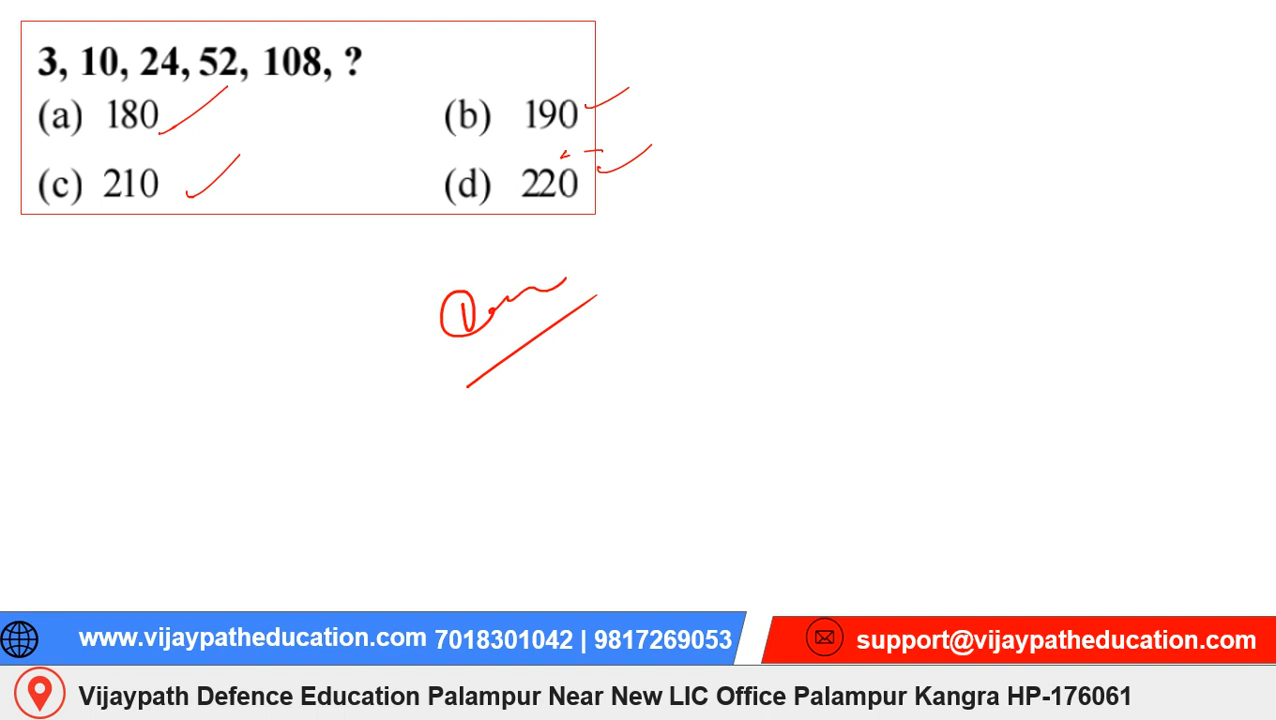 3, 10, 24, 52, 108, ?
(a) 180 (b) 190
(c) 210 (d) 220
www.vijaypatheducation.com 7018301042 | 9817269053 support@vijaypatheducation.com
Vijaypath Defence Education Palampur Near New LIC Office Palampur Kangra HP-176061